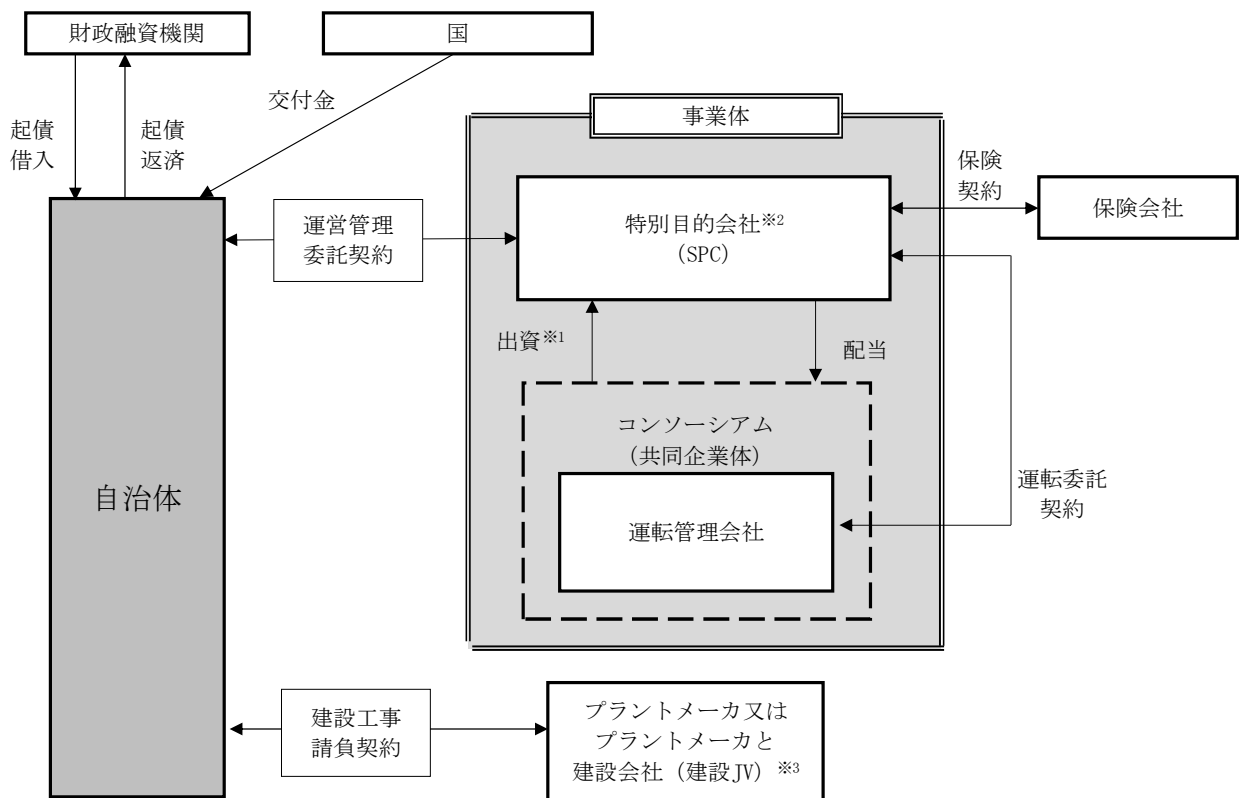 財政融資機関
国
交付金
起債
借入
起債
返済
事業体
保険
契約
特別目的会社※2
(SPC)
保険会社
運営管理
委託契約
出資※1
配当
コンソーシアム
(共同企業体)
運転管理会社
運転委託
契約
自治体
建設工事
請負契約
プラントメーカ又は
プラントメーカと
建設会社（建設JV）※3